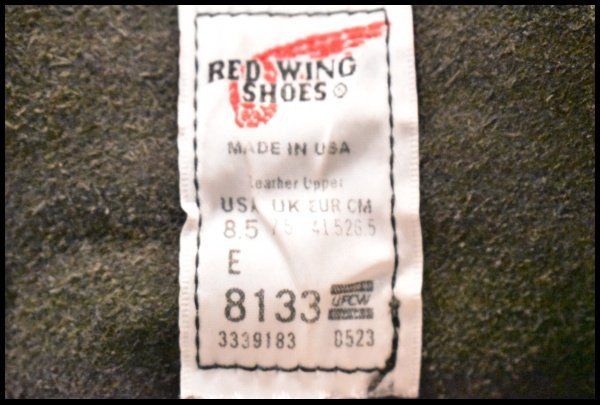 RED WING
SHOES
MADE IN USA
Leather Upper
USA UK EUR CM
8.5 7.5 41.5 26.5
E
8133
UFCW
3339183 0523